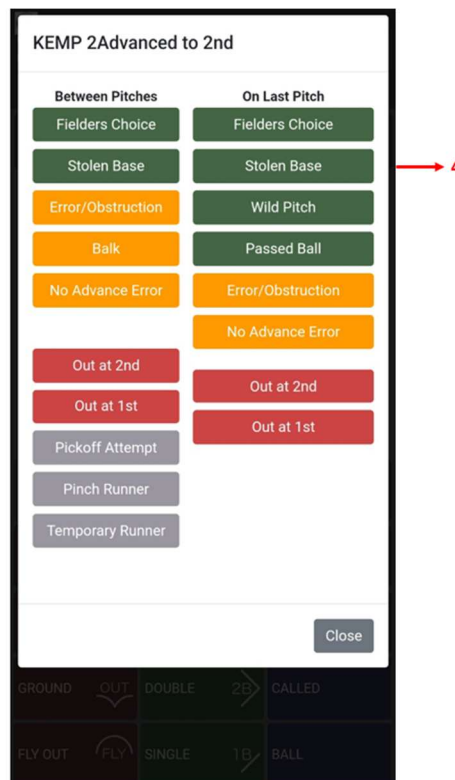 KEMP 2Advanced to 2nd
Between Pitches
Fielders Choice
Stolen Base
Error/Obstruction
Balk
No Advance Error
Out at 2nd
Out at 1st
Pickoff Attempt
Pinch Runner
Temporary Runner
On Last Pitch
Fielders Choice
Stolen Base
Wild Pitch
Passed Ball
Error/Obstruction
No Advance Error
Out at 2nd
Out at 1st
Close
GROUND OUT DOUBLE 2B CALLED
FLY OUT FLY SINGLE 1B BALL